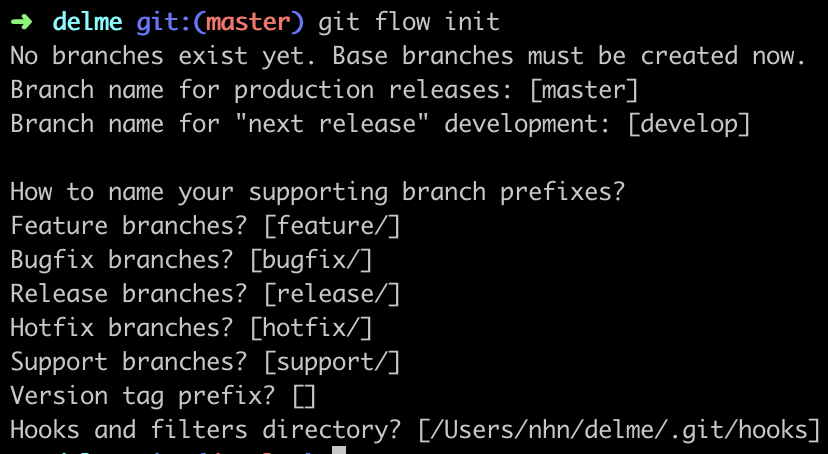 ➜ delme git:(master) git flow init
No branches exist yet. Base branches must be created now.
Branch name for production releases: [master]
Branch name for "next release" development: [develop]
How to name your supporting branch prefixes?
Feature branches? [feature/]
Bugfix branches? [bugfix/]
Release branches? [release/]
Hotfix branches? [hotfix/]
Support branches? [support/]
Version tag prefix? []
Hooks and filters directory? [/Users/nhn/delme/.git/hooks]